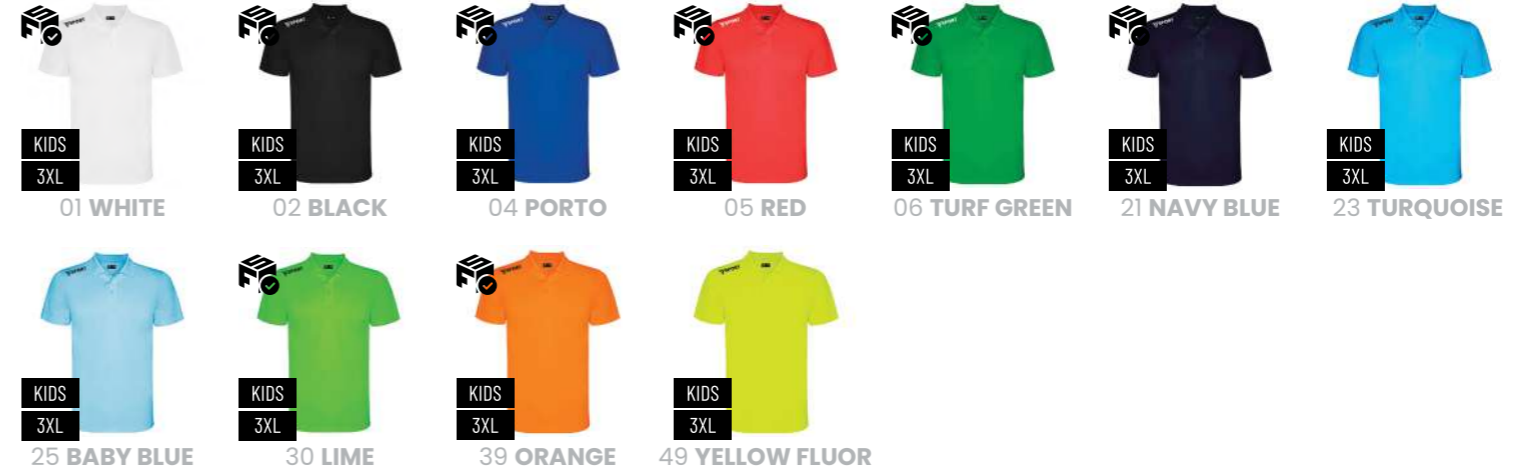 KIDS
3XL
01 WHITE
KIDS
3XL
02 BLACK
KIDS
3XL
04 PORTO
KIDS
3XL
05 RED
KIDS
3XL
06 TURF GREEN
KIDS
3XL
21 NAVY BLUE
KIDS
3XL
23 TURQUOISE
KIDS
3XL
25 BABY BLUE
KIDS
3XL
30 LIME
KIDS
3XL
39 ORANGE
KIDS
3XL
49 YELLOW FLUOR